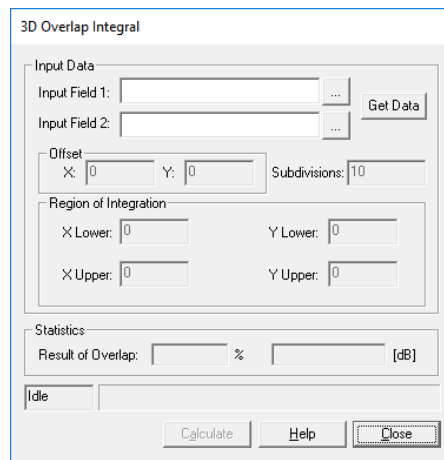 3D Overlap Integral
Input Data
Input Field 1: ...
Get Data
Input Field 2: ...
Offset
X: 0 Y: 0 Subdivisions: 10
Region of Integration
X Lower: 0 Y Lower: 0
X Upper: 0 Y Upper: 0
Statistics
Result of Overlap: % [dB]
Idle
Calculate Help Close